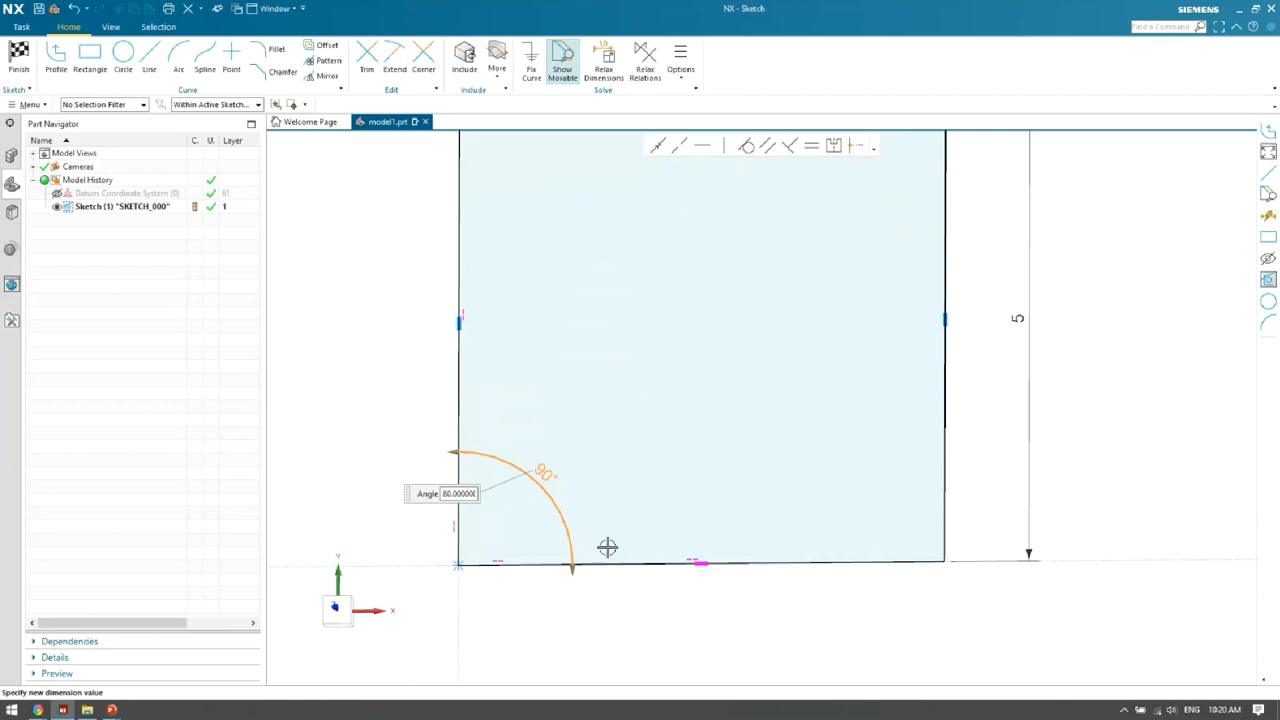 NX Window NX - Sketch SIEMENS
Task Home View Selection Find a Command
Finish Profile Rectangle Circle Line Arc Spline Point Fillet Chamfer Offset Pattern Mirror Trim Extend Corner Include More Fix Curve Show Movable Relax Dimensions Relax Relations Options
Sketch Curve Edit Include Solve
Menu No Selection Filter Within Active Sketch...
Part Navigator Welcome Page model1.prt
Name C. U. Layer
Model Views
Cameras
Model History
Datum Coordinate System (0) 61
Sketch (1) "SKETCH_000" 1
5
90°
Angle 80.000000
Y
X
Dependencies
Details
Preview
Specify new dimension value
ENG 10:20 AM